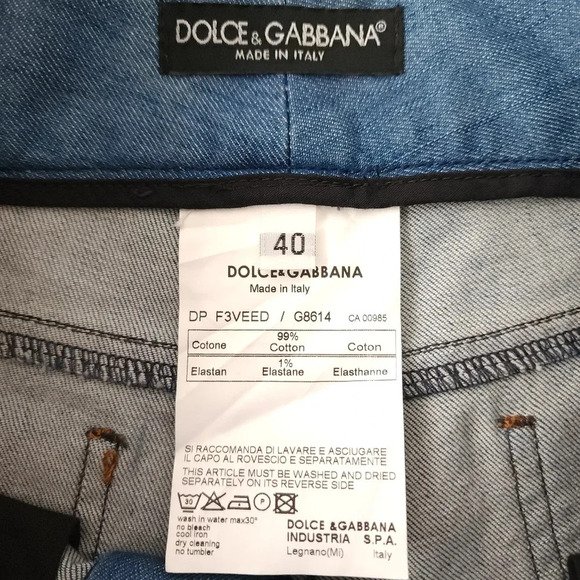 DOLCE & GABBANA®
MADE IN ITALY
40
DOLCE&GABBANA
Made in Italy
DP F3VEED / G8614 CA 00985
99%
Cotone Cotton Coton
1%
Elastan Elastane Elasthanne
SI RACCOMANDA DI LAVARE E ASCIUGARE
IL CAPO AL ROVESCIO E SEPARATAMENTE
THIS ARTICLE MUST BE WASHED AND DRIED
SEPARATELY ON ITS REVERSE SIDE
30 P
wash in water max30°
no bleach
cool iron
dry cleaning
no tumbler
DOLCE &GABBANA
INDUSTRIA S.P.A.
Legnano(Mi) Italy